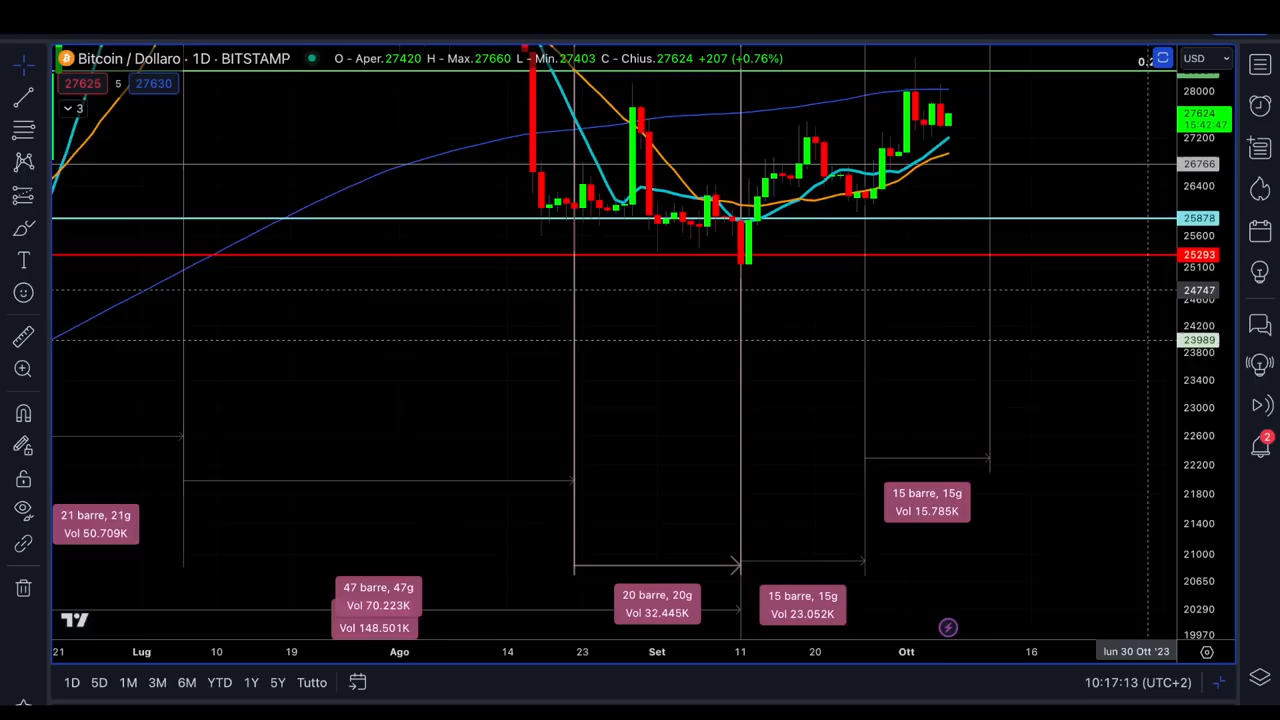 Bitcoin / Dollaro · 1D · BITSTAMP
O - Aper.27420 H - Max.27660 L - Min.27403 C - Chius.27624 +207 (+0.76%)
27625 5 27630
3
USD
28000
27624
15:42:47
27200
26766
26400
25878
25600
25293
25100
24747
24600
24200
23989
23800
23400
23000
22600
22200
21800
21400
21000
20650
20290
19970
2
21 barre, 21g
Vol 50.709K
47 barre, 47g
Vol 70.223K
Vol 148.501K
20 barre, 20g
Vol 32.445K
15 barre, 15g
Vol 23.052K
15 barre, 15g
Vol 15.785K
21 Lug 10 19 Ago 14 23 Set 11 20 Ott 16 lun 30 Ott '23
1D 5D 1M 3M 6M YTD 1Y 5Y Tutto
10:17:13 (UTC+2)